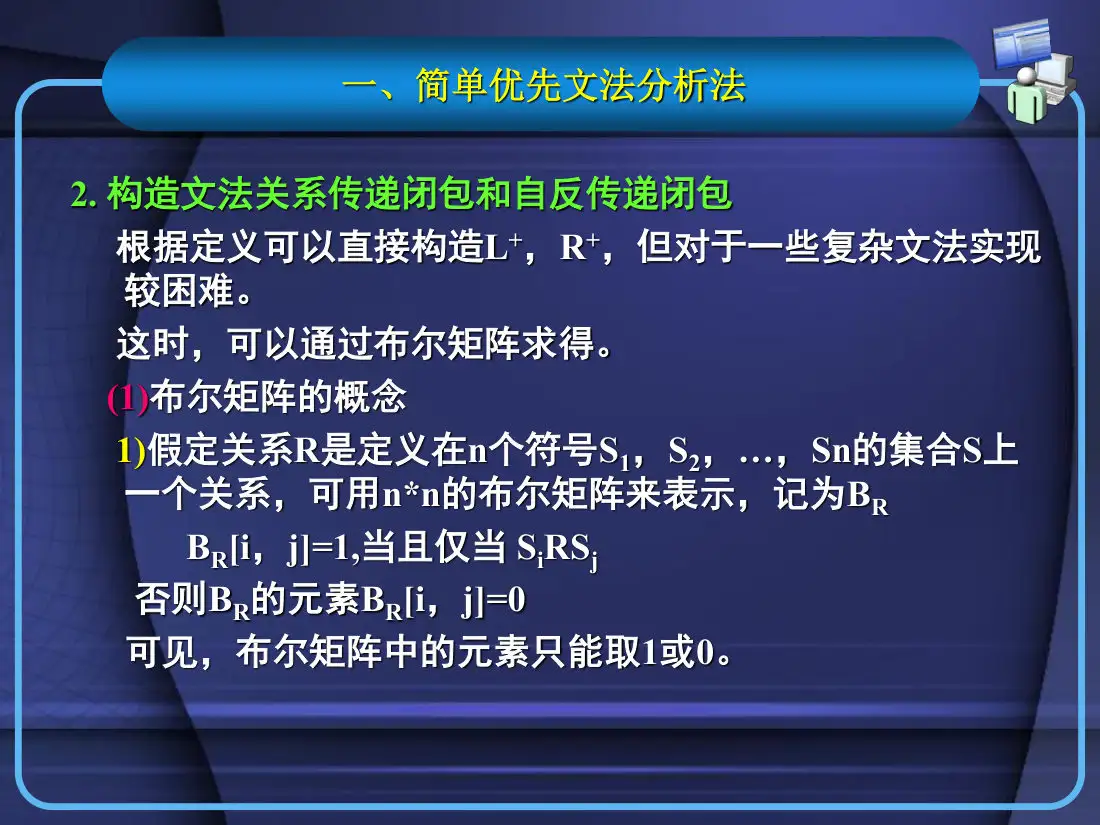 一、简单优先文法分析法
2. 构造文法关系传递闭包和自反传递闭包
根据定义可以直接构造L⁺，R⁺，但对于一些复杂文法实现
较困难。
这时，可以通过布尔矩阵求得。
(1)布尔矩阵的概念
1)假定关系R是定义在n个符号S₁，S₂，…，Sn的集合S上
一个关系，可用n*n的布尔矩阵来表示，记为B_R
B_R[i，j]=1,当且仅当 SᵢRSⱼ
否则B_R的元素B_R[i，j]=0
可见，布尔矩阵中的元素只能取1或0。